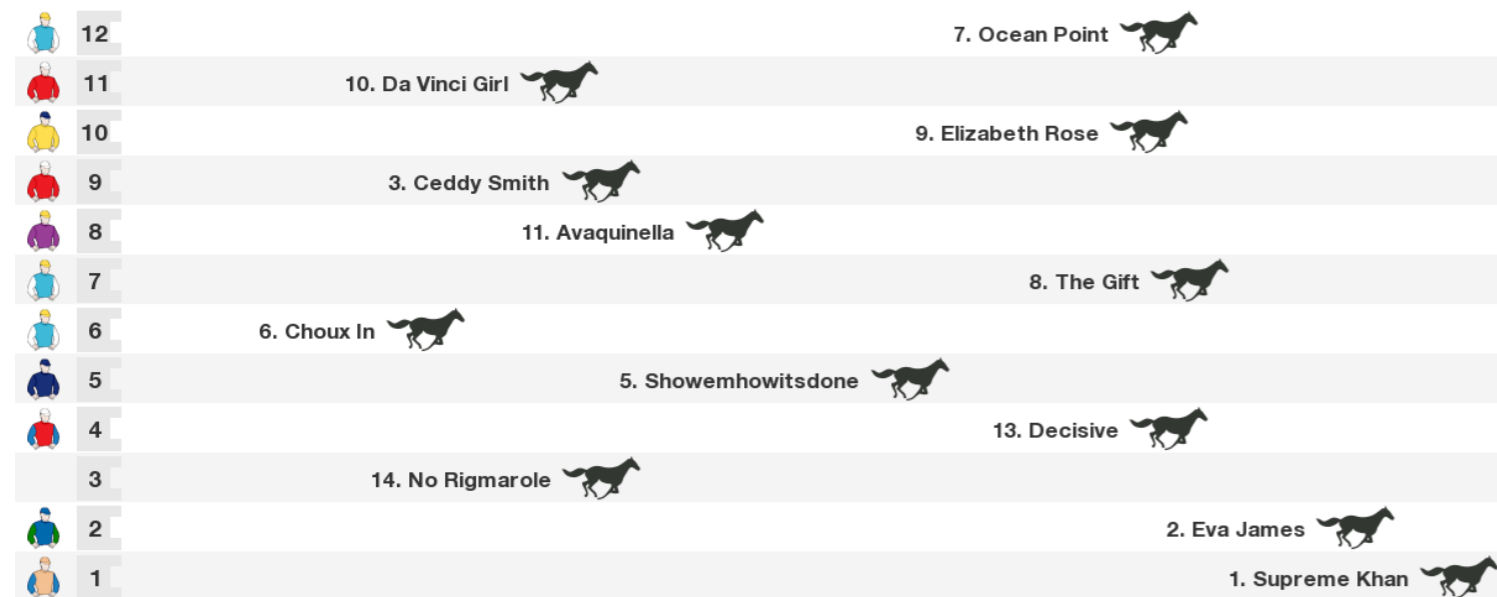 12 7. Ocean Point
11 10. Da Vinci Girl
10 9. Elizabeth Rose
9 3. Ceddy Smith
8 11. Avaquinella
7 8. The Gift
6 6. Choux In
5 5. Showemhowitsdone
4 13. Decisive
3 14. No Rigmarole
2 2. Eva James
1 1. Supreme Khan